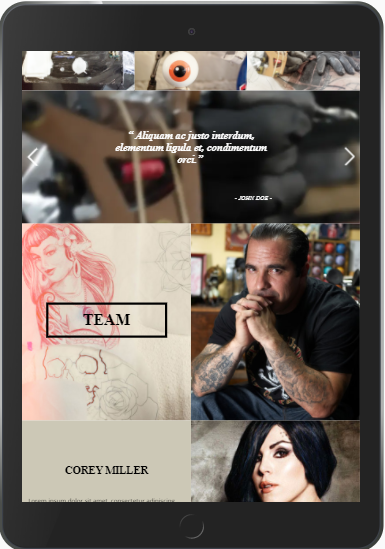 “ Aliquam ac justo interdum,
elementum ligula et, condimentum
orci.”
- JOHN DOE -
TEAM
COREY MILLER
Lorem ipsum dolor sit amet, consectetur adipiscing